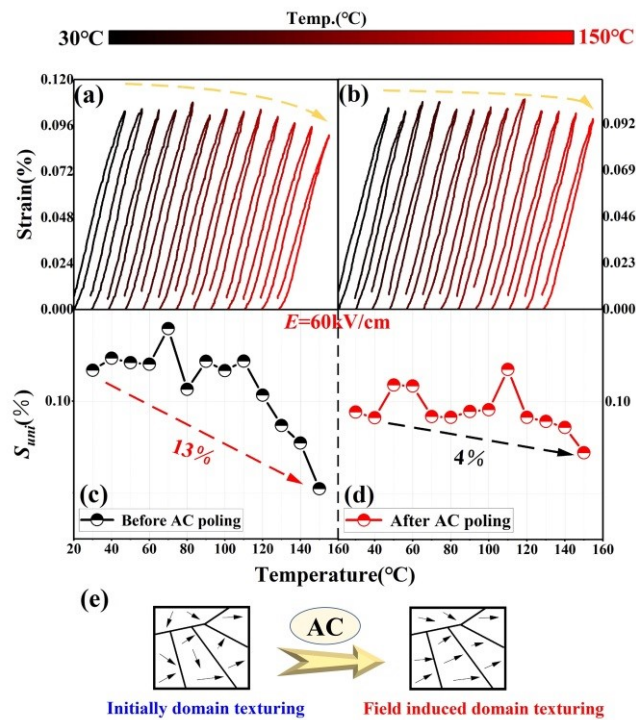 Temp.(℃)
30℃ 150℃
(a) (b)
Strain(%)
0.120
0.096
0.072
0.048
0.024
0.000
0.092
0.069
0.046
0.023
0.000
E=60kV/cm
S_uni(%)
0.10 0.10
13% 4%
(c) (d)
Before AC poling After AC poling
20 40 60 80 100 120 140 160 40 60 80 100 120 140 160
Temperature(℃)
(e)
AC
Initially domain texturing Field induced domain texturing